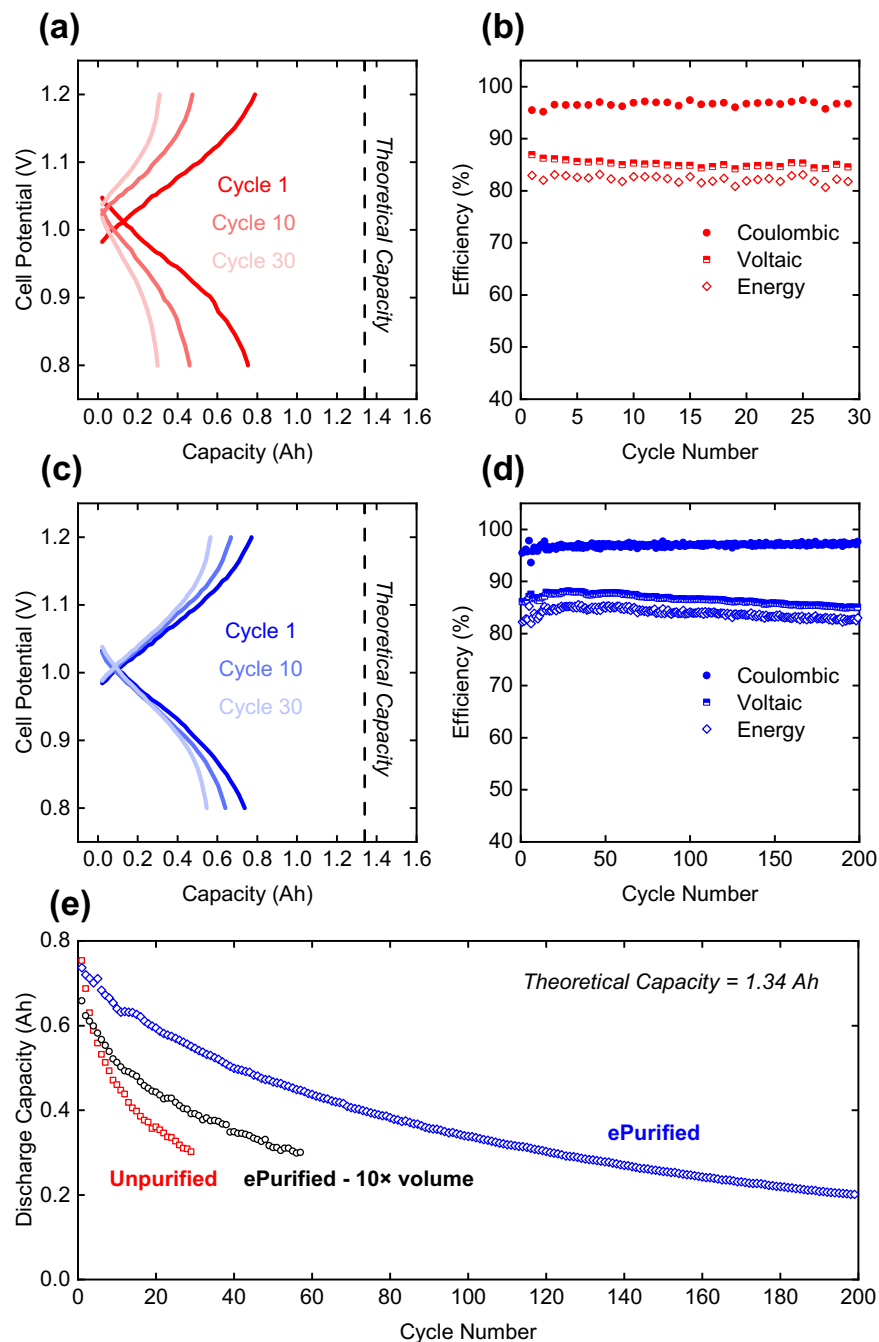 (a)
1.2
1.1
1.0
0.9
0.8
Cell Potential (V)
Cycle 1
Cycle 10
Cycle 30
Theoretical Capacity
0.0 0.2 0.4 0.6 0.8 1.0 1.2 1.4 1.6
Capacity (Ah)
(b)
100
90
80
70
60
50
40
Efficiency (%)
Coulombic
Voltaic
Energy
0 5 10 15 20 25 30
Cycle Number
(c)
1.2
1.1
1.0
0.9
0.8
Cell Potential (V)
Cycle 1
Cycle 10
Cycle 30
Theoretical Capacity
0.0 0.2 0.4 0.6 0.8 1.0 1.2 1.4 1.6
Capacity (Ah)
(d)
100
90
80
70
60
50
40
Efficiency (%)
Coulombic
Voltaic
Energy
0 50 100 150 200
Cycle Number
(e)
0.8
0.6
0.4
0.2
0.0
Discharge Capacity (Ah)
Theoretical Capacity = 1.34 Ah
ePurified
Unpurified
ePurified - 10× volume
0 20 40 60 80 100 120 140 160 180 200
Cycle Number